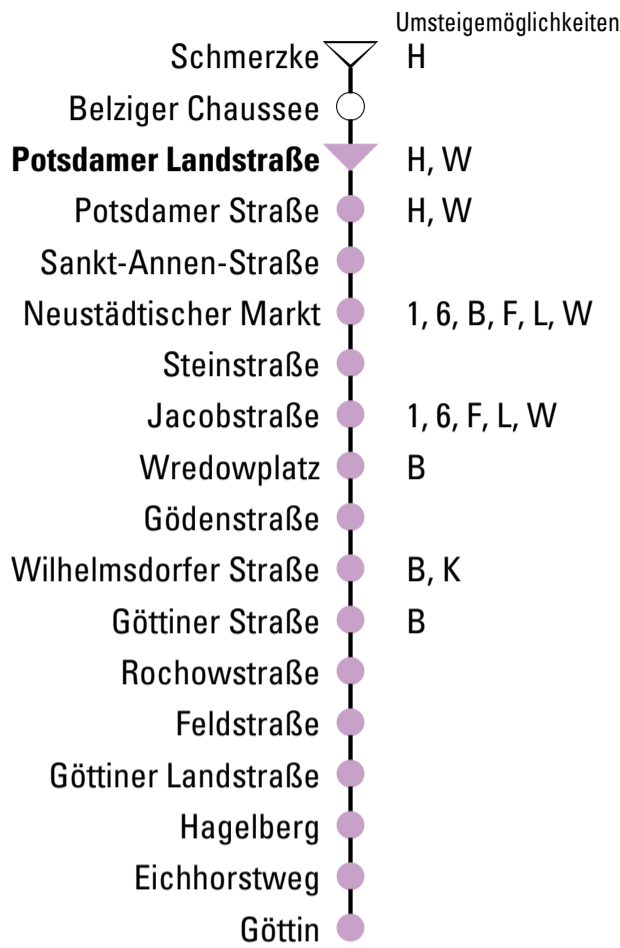 Umsteigemöglichkeiten
Schmerzke H
Belziger Chaussee
Potsdamer Landstraße H, W
Potsdamer Straße H, W
Sankt-Annen-Straße
Neustädtischer Markt 1, 6, B, F, L, W
Steinstraße
Jacobstraße 1, 6, F, L, W
Wredowplatz B
Gödenstraße
Wilhelmsdorfer Straße B, K
Göttiner Straße B
Rochowstraße
Feldstraße
Göttiner Landstraße
Hagelberg
Eichhorstweg
Göttin